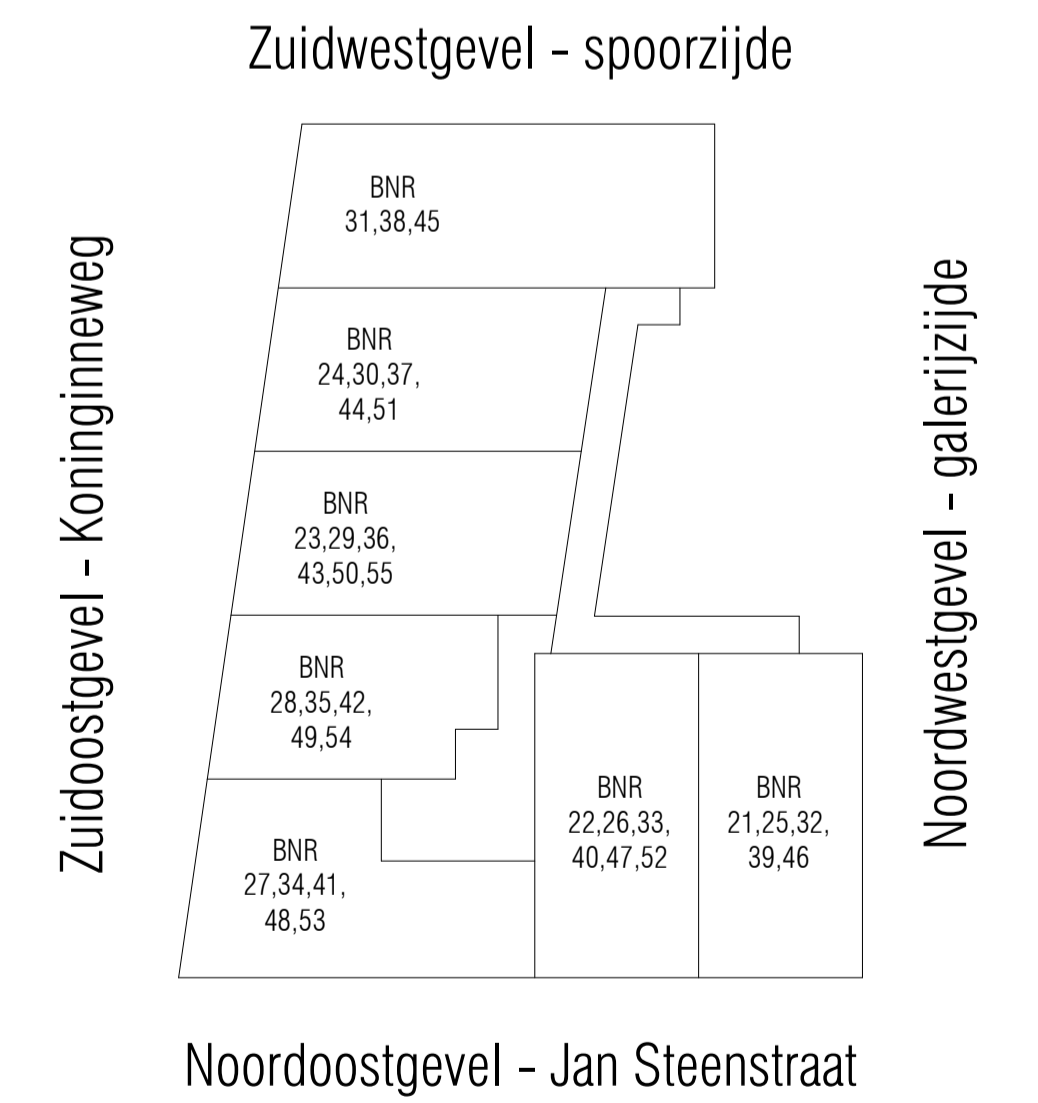 Zuidwestgevel - spoorzijde
BNR
31,38,45
BNR
24,30,37,
44,51
BNR
23,29,36,
43,50,55
BNR
28,35,42,
49,54
BNR
27,34,41,
48,53
BNR
22,26,33,
40,47,52
BNR
21,25,32,
39,46
Zuidoostgevel - Koninginneweg
Noordwestgevel - galerijzijde
Noordoostgevel - Jan Steenstraat